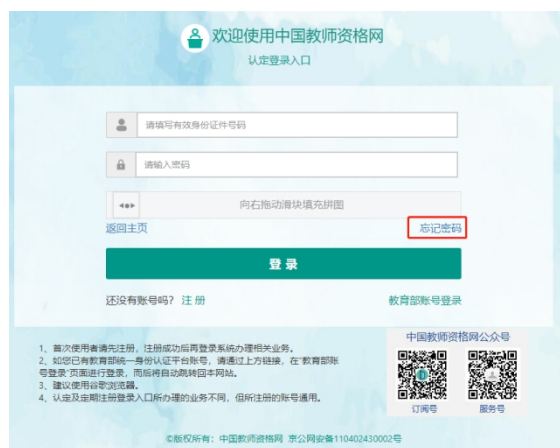 欢迎使用中国教师资格网
认定登录入口
请填写有效身份证件号码
请输入密码
向右拖动滑块填充拼图
返回主页 忘记密码
登录
还没有账号吗? 注册 教育部账号登录
中国教师资格网公众号
1、首次使用者请先注册，注册成功后再登录系统办理相关业务。
2、如您已有教育部统一身份认证平台账号，请通过上方链接，在"教育部账
号登录"页面进行登录，而后将自动跳转回本网站。
3、建议使用谷歌浏览器。
4、认定及定期注册登录入口所办理的业务不同，但所注册的账号通用。
订阅号 服务号
©版权所有：中国教师资格网 京公网安备110402430002号